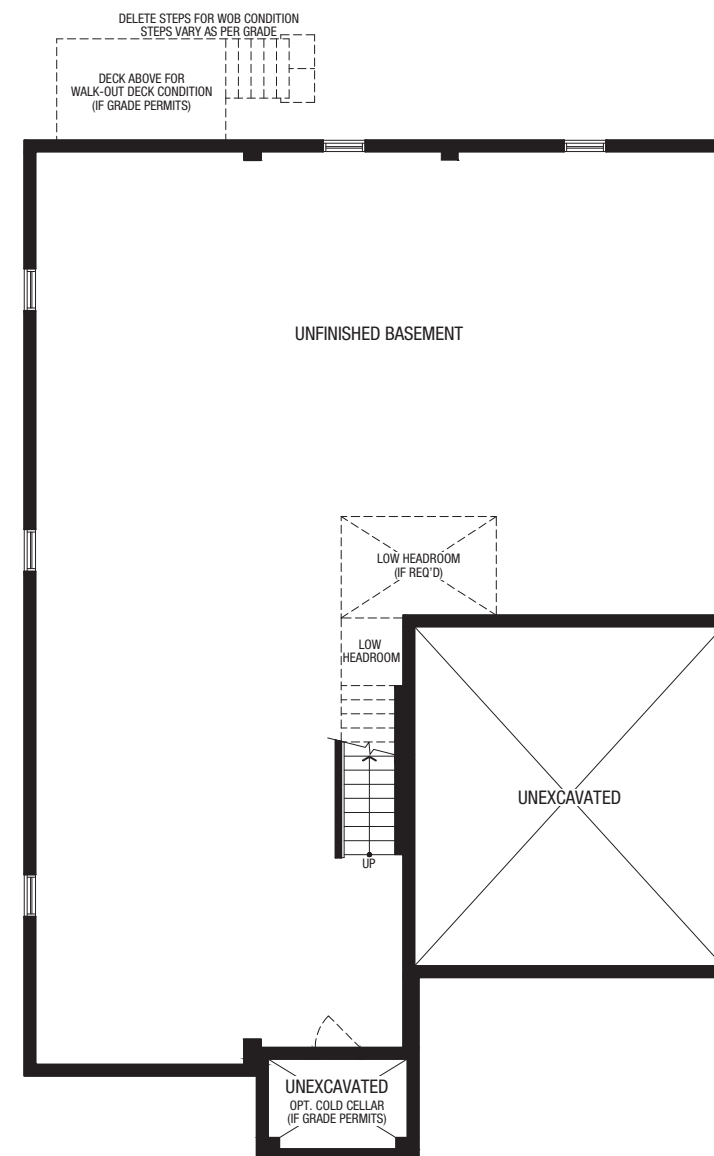 DELETE STEPS FOR WOB CONDITION
STEPS VARY AS PER GRADE
DECK ABOVE FOR
WALK-OUT DECK CONDITION
(IF GRADE PERMITS)
UNFINISHED BASEMENT
LOW HEADROOM
(IF REQ'D)
LOW
HEADROOM
UNEXCAVATED
UP
UNEXCAVATED
OPT. COLD CELLAR
(IF GRADE PERMITS)